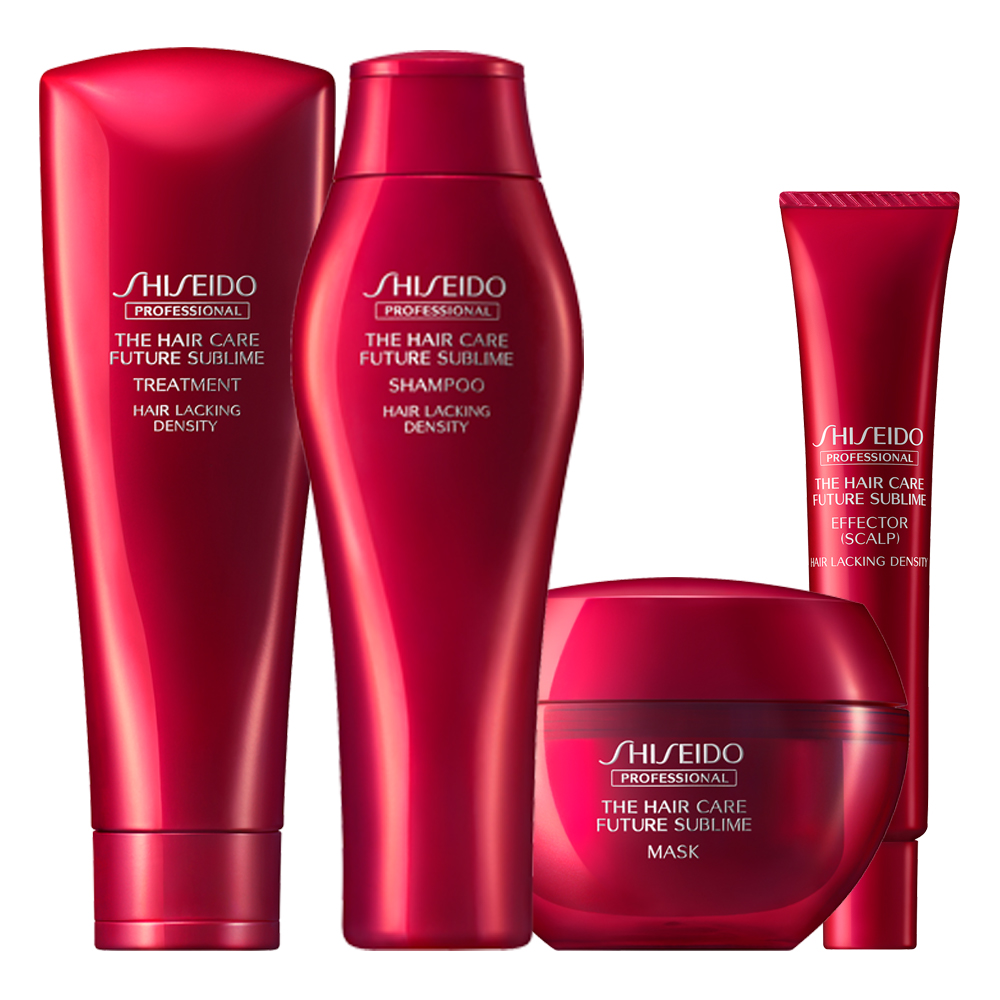 SHISEIDO
PROFESSIONAL
THE HAIR CARE
FUTURE SUBLIME
TREATMENT
HAIR LACKING
DENSITY
SHISEIDO
PROFESSIONAL
THE HAIR CARE
FUTURE SUBLIME
SHAMPOO
HAIR LACKING
DENSITY
SHISEIDO
PROFESSIONAL
THE HAIR CARE
FUTURE SUBLIME
MASK
SHISEIDO
PROFESSIONAL
THE HAIR CARE
FUTURE SUBLIME
EFFECTOR
(SCALP)
HAIR LACKING DENSITY